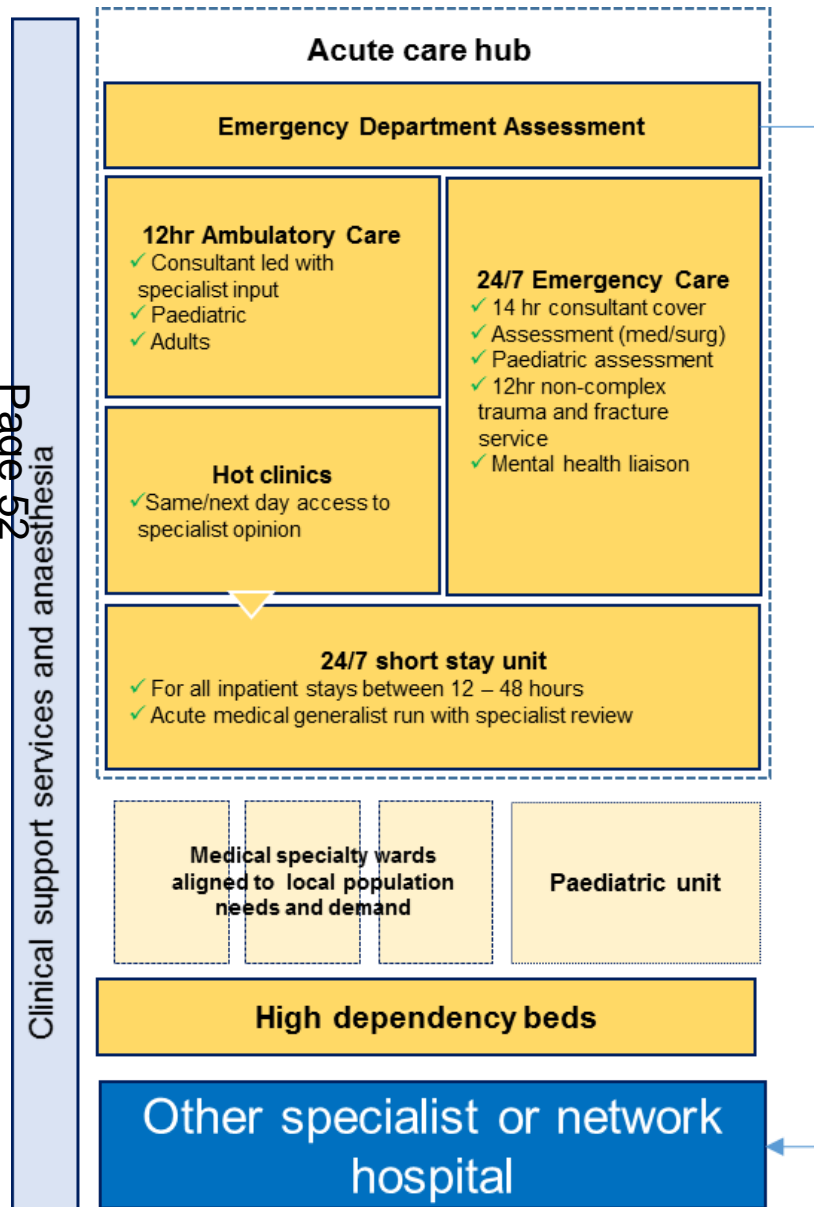 Acute care hub
Emergency Department Assessment
12hr Ambulatory Care
✓ Consultant led with
specialist input
✓ Paediatric
✓ Adults
24/7 Emergency Care
✓ 14 hr consultant cover
✓ Assessment (med/surg)
✓ Paediatric assessment
✓ 12hr non-complex
trauma and fracture
service
✓ Mental health liaison
Hot clinics
✓ Same/next day access to
specialist opinion
24/7 short stay unit
✓ For all inpatient stays between 12 – 48 hours
✓ Acute medical generalist run with specialist review
Medical specialty wards
aligned to local population
needs and demand
Paediatric unit
High dependency beds
Other specialist or network
hospital
Clinical support services and anaesthesia
Page 52